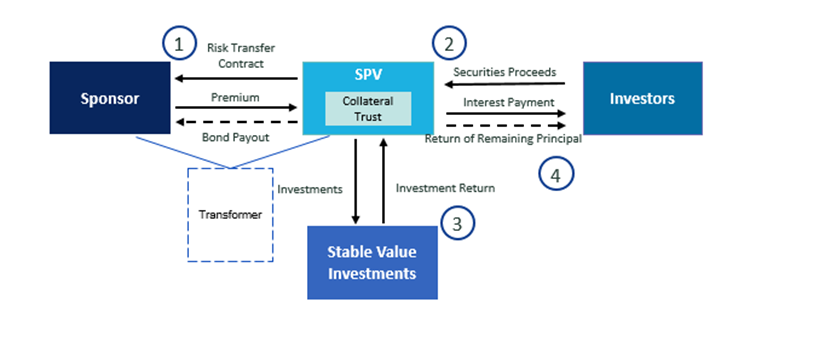 1
2
Risk Transfer
Contract
SPV
Securities Proceeds
Sponsor
Premium
Collateral
Trust
Interest Payment
Investors
Bond Payout
Return of Remaining Principal
4
Transformer
Investments
Investment Return
3
Stable Value
Investments